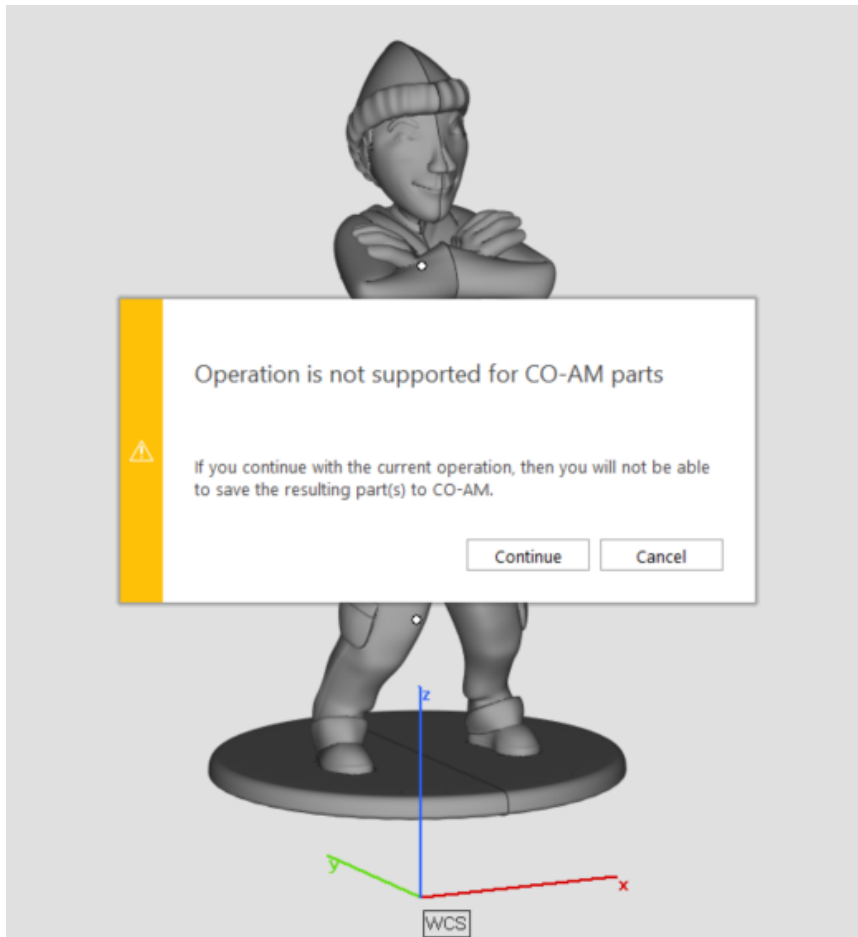 Operation is not supported for CO-AM parts
If you continue with the current operation, then you will not be able
to save the resulting part(s) to CO-AM.
Continue Cancel
z
y
x
WCS